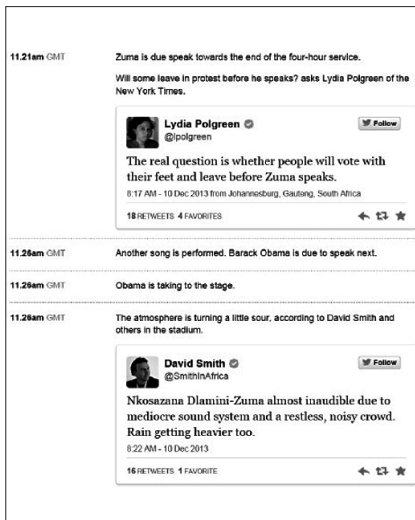 11.21am GMT Zuma is due speak towards the end of the four-hour service.
Will some leave in protest before he speaks? asks Lydia Polgreen of the
New York Times.
Lydia Polgreen
Follow
@lpolgreen
The real question is whether people will vote with
their feet and leave before Zuma speaks.
8:17 AM - 10 Dec 2013 from Johannesburg, Gauteng, South Africa
18 RETWEETS 4 FAVORITES
11.26am GMT Another song is performed. Barack Obama is due to speak next.
11.26am GMT Obama is taking to the stage.
11.26am GMT The atmosphere is turning a little sour, according to David Smith and
others in the stadium.
David Smith
Follow
@SmithInAfrica
Nkosazana Dlamini-Zuma almost inaudible due to
mediocre sound system and a restless, noisy crowd.
Rain getting heavier too.
8:22 AM - 10 Dec 2013
16 RETWEETS 1 FAVORITE